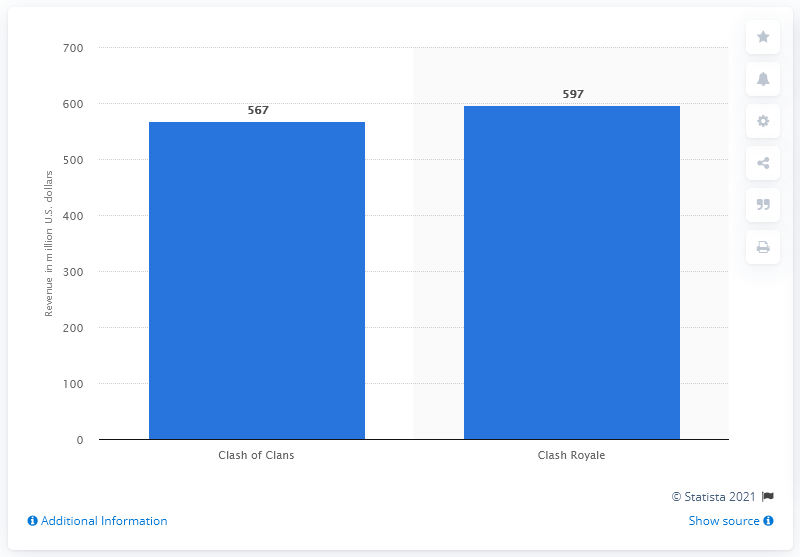 700
600
500
400
300
200
100
0
Revenue in million U.S. dollars
567
597
Clash of Clans
Clash Royale
© Statista 2021
Additional Information
Show source